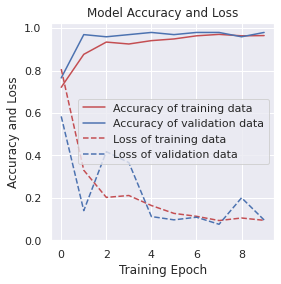 Model Accuracy and Loss
1.0
0.8
0.6
0.4
0.2
0.0
Accuracy and Loss
Accuracy of training data
Accuracy of validation data
Loss of training data
Loss of validation data
0 2 4 6 8
Training Epoch